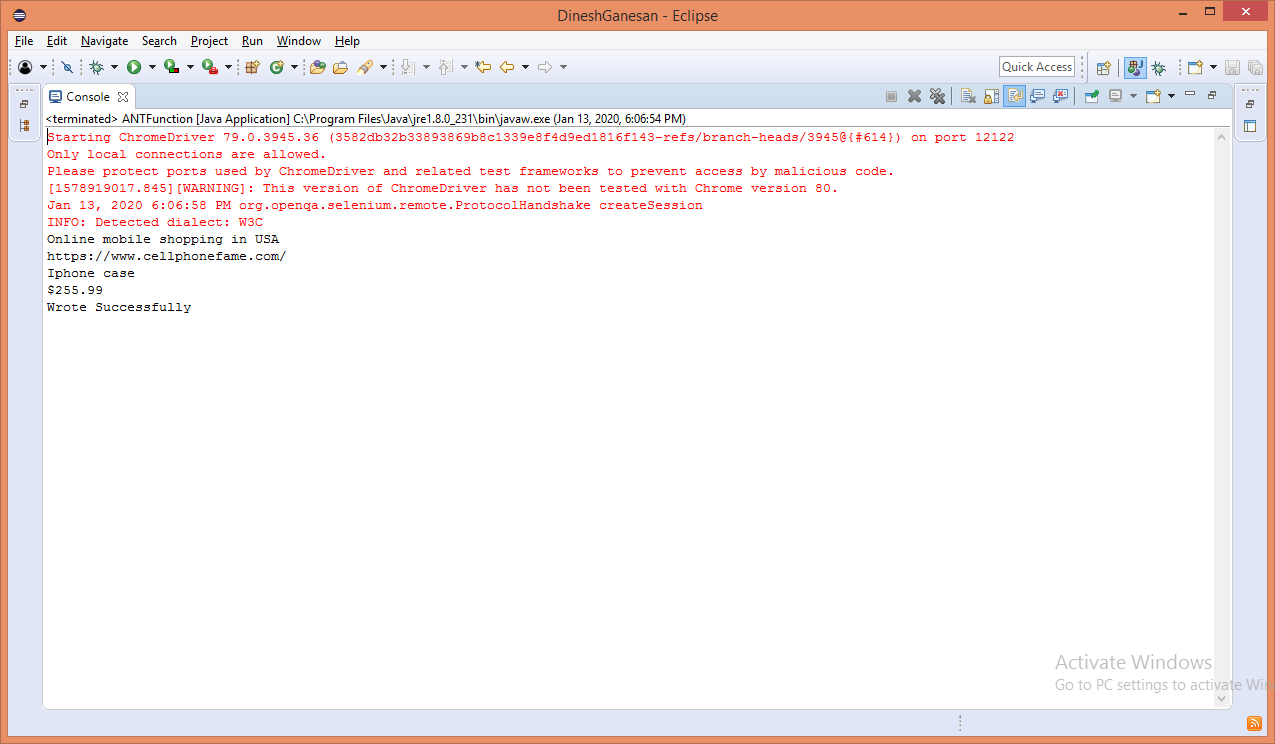 DineshGanesan - Eclipse
File Edit Navigate Search Project Run Window Help
Quick Access
Console
<terminated> ANTFunction [Java Application] C:\Program Files\Java\jre1.8.0_231\bin\javaw.exe (Jan 13, 2020, 6:06:54 PM)
Starting ChromeDriver 79.0.3945.36 (3582db32b33893869b8c1339e8f4d9ed1816f143-refs/branch-heads/3945@{#614}) on port 12122
Only local connections are allowed.
Please protect ports used by ChromeDriver and related test frameworks to prevent access by malicious code.
[1578919017.845][WARNING]: This version of ChromeDriver has not been tested with Chrome version 80.
Jan 13, 2020 6:06:58 PM org.openqa.selenium.remote.ProtocolHandshake createSession
INFO: Detected dialect: W3C
Online mobile shopping in USA
https://www.cellphonefame.com/
Iphone case
$255.99
Wrote Successfully
Activate Windows
Go to PC settings to activate Win